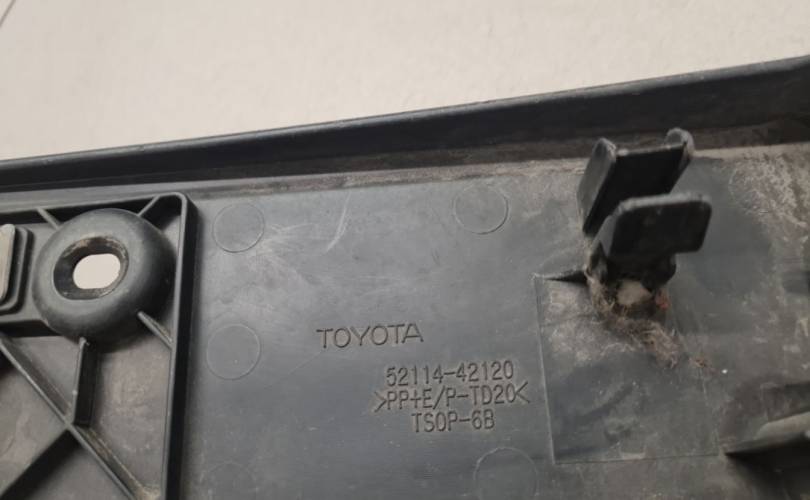 TOYOTA
52114-42120
>PP+E/P-TD20<
TSOP-6B